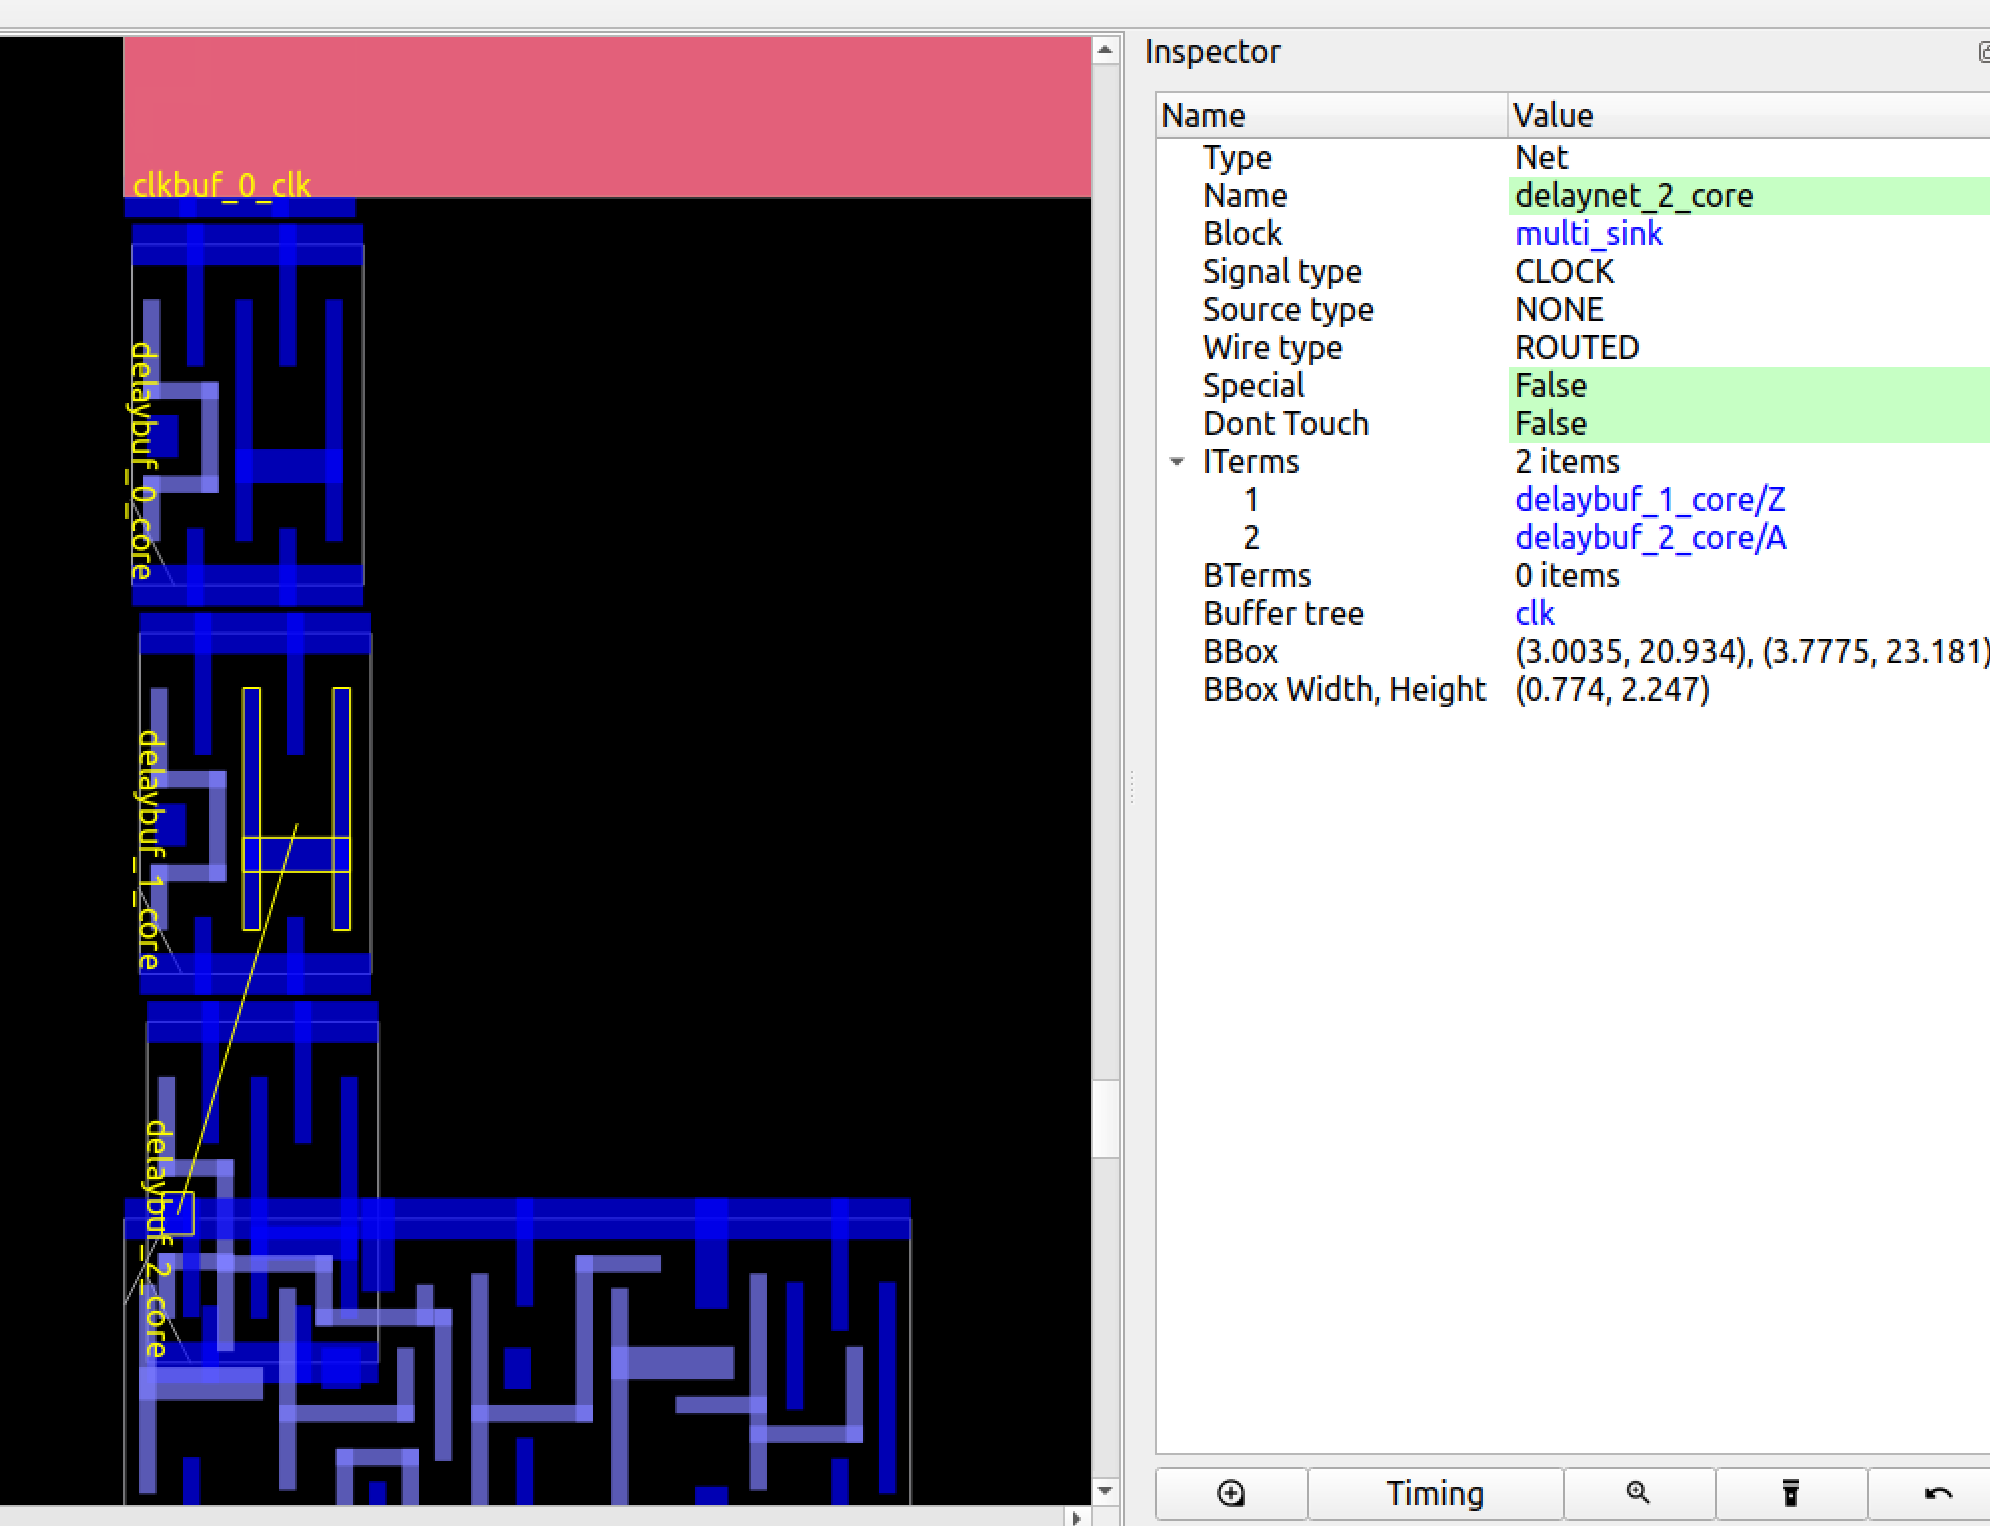 Inspector
Name Value
Type Net
Name delaynet_2_core
Block multi_sink
Signal type CLOCK
Source type NONE
Wire type ROUTED
Special False
Dont Touch False
ITerms 2 items
1 delaybuf_1_core/Z
2 delaybuf_2_core/A
BTerms 0 items
Buffer tree clk
BBox (3.0035, 20.934), (3.7775, 23.181)
BBox Width, Height (0.774, 2.247)
Timing
clkbuf_0_clk
delaybuf_0_core
delaybuf_1_core
delaybuf_2_core